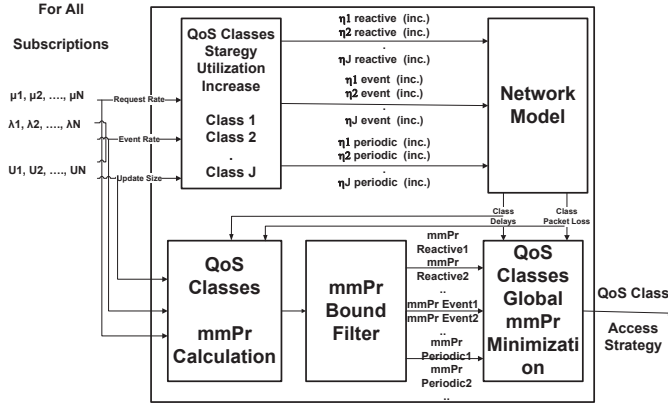 For All
Subscriptions
μ1, μ2, ...., μN
λ1, λ2, ...., λN
U1, U2, ...., UN
Request Rate
Event Rate
Update Size
QoS Classes
Staregy
Utilization
Increase
Class 1
Class 2
.
Class J
η1 reactive (inc.)
η2 reactive (inc.)
.
ηJ reactive (inc.)
η1 event (inc.)
η2 event (inc.)
.
ηJ event (inc.)
η1 periodic (inc.)
η2 periodic (inc.)
.
ηJ periodic (inc.)
Network
Model
Class
Delays
Class
Packet Loss
QoS
Classes
mmPr
Calculation
mmPr
Bound
Filter
mmPr
Reactive1
mmPr
Reactive2
..
mmPr Event1
mmPr Event2
..
mmPr
Periodic1
mmPr
Periodic2
..
QoS
Classes
Global
mmPr
Minimizati
on
QoS Class
Access
Strategy